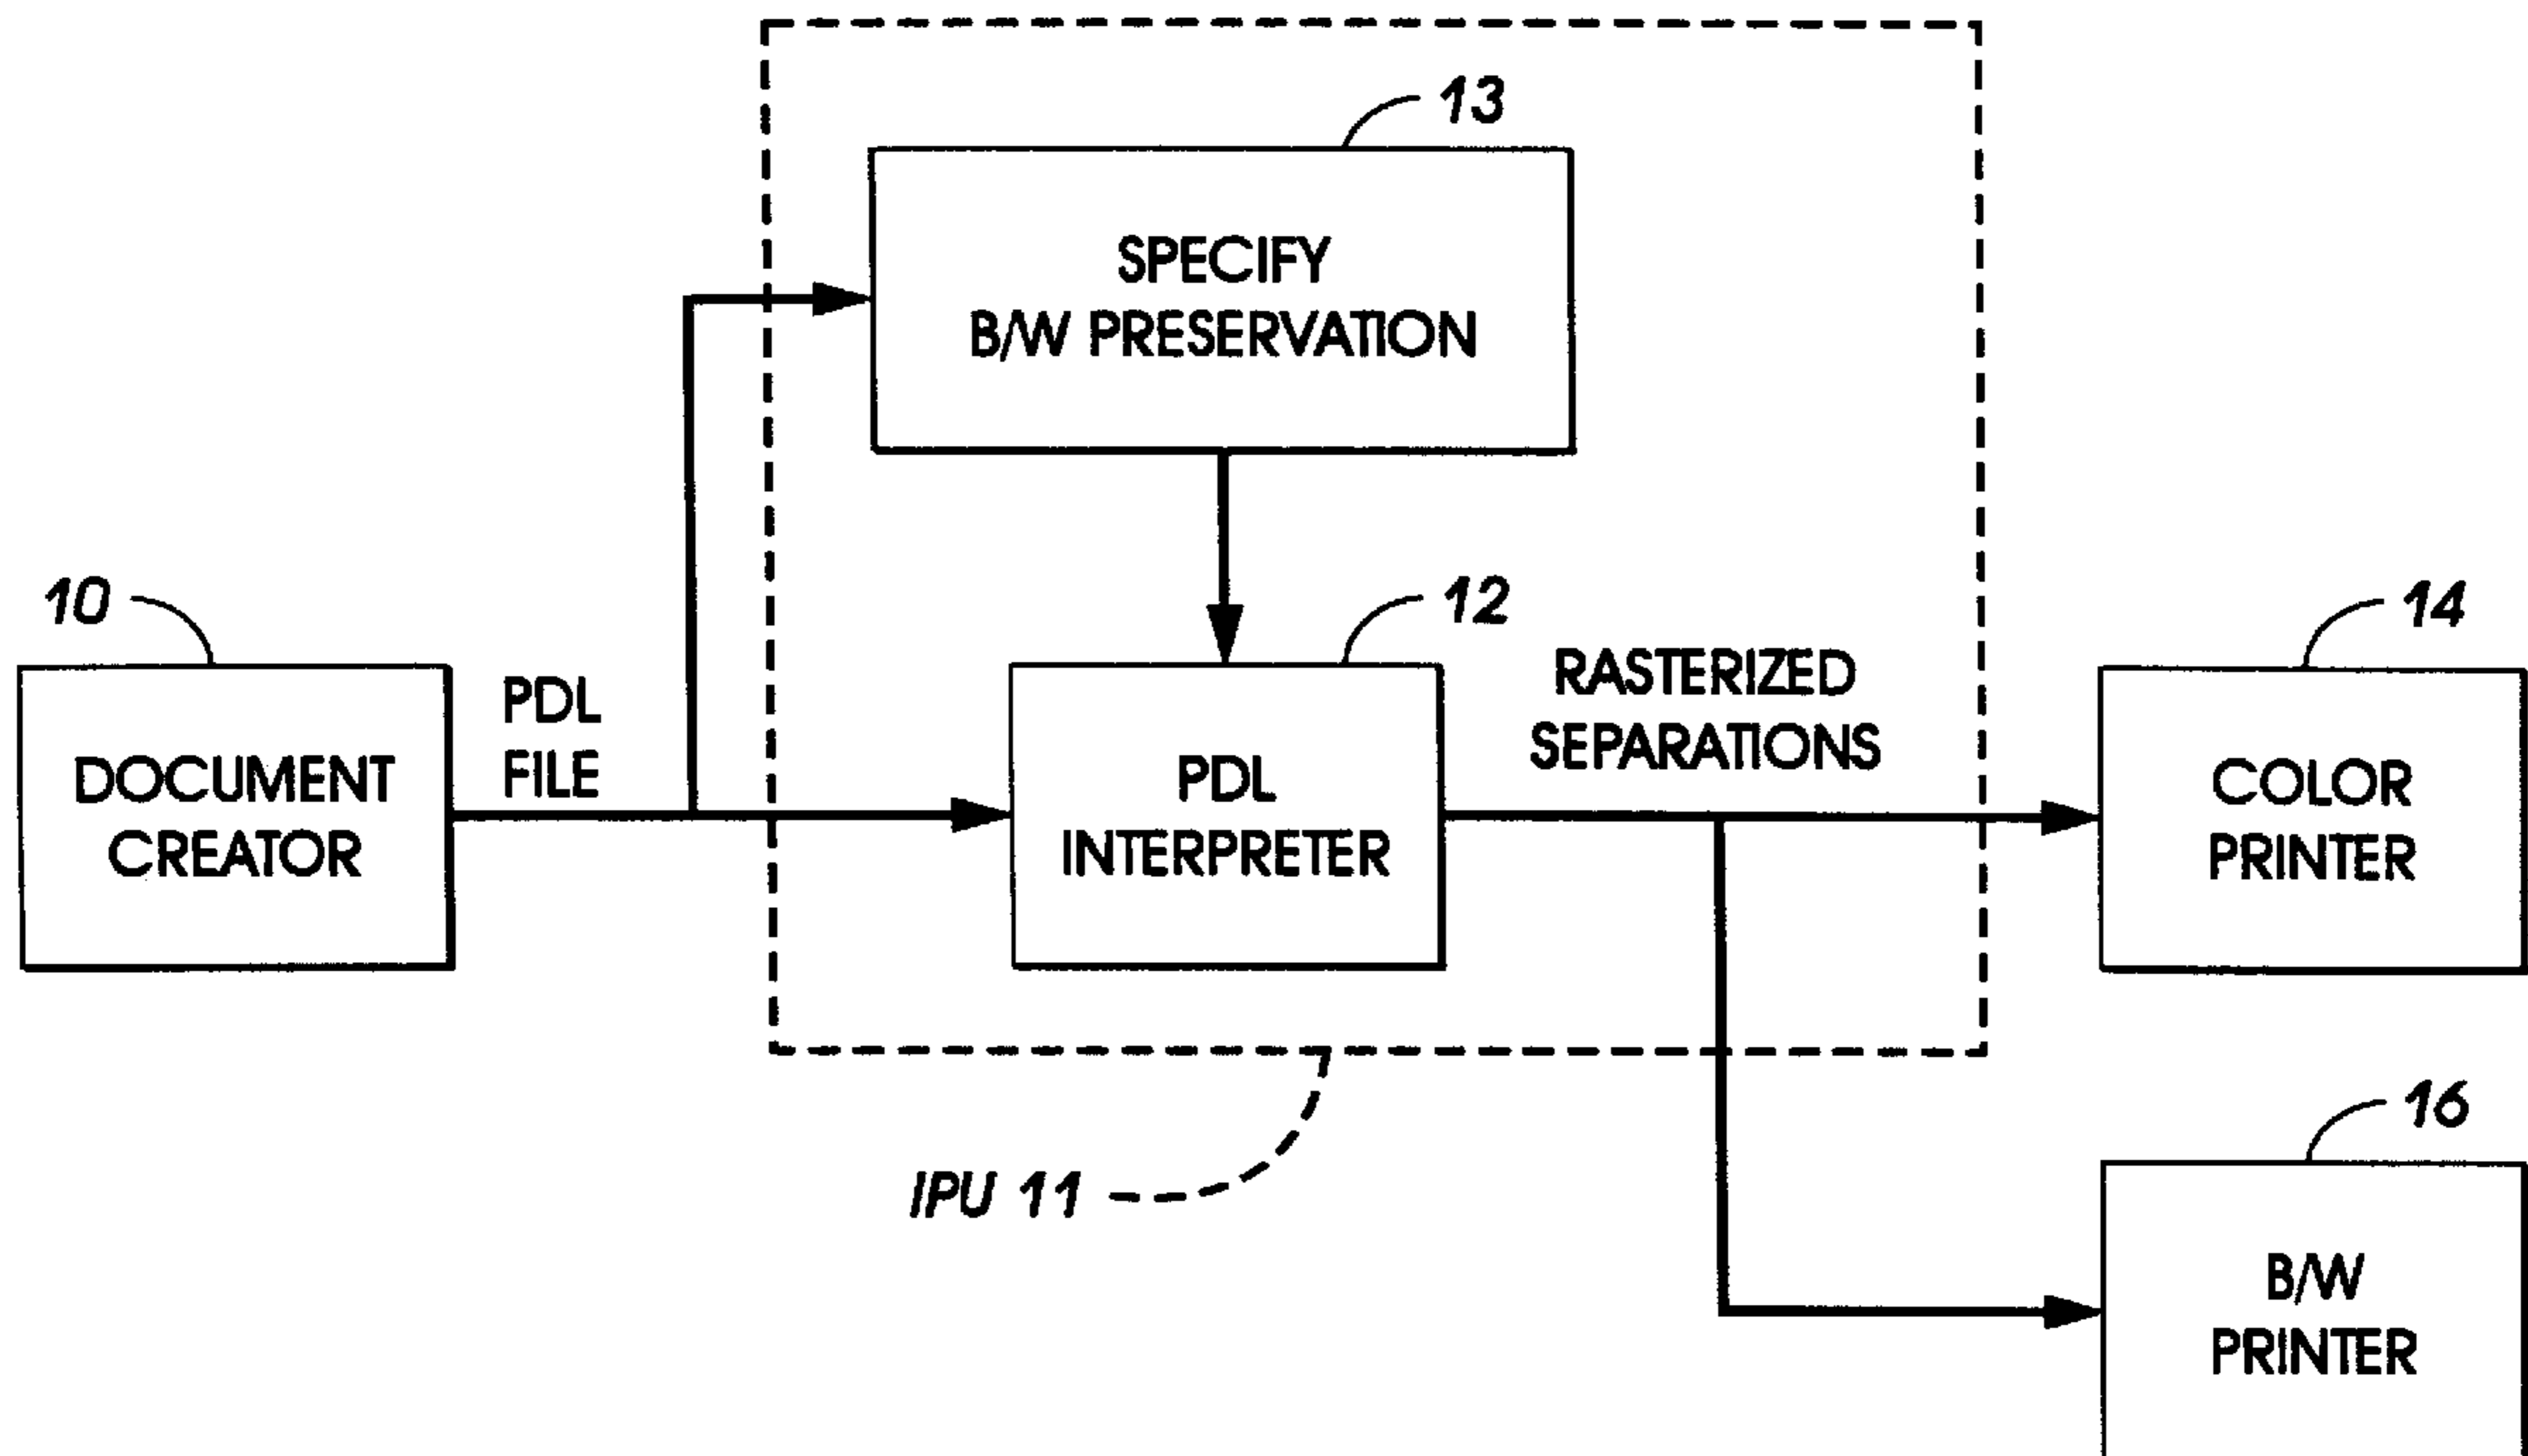 13
SPECIFY
B/W PRESERVATION
10
12
14
PDL
FILE
RASTERIZED
SEPARATIONS
DOCUMENT
CREATOR
PDL
INTERPRETER
COLOR
PRINTER
16
IPU 11
B/W
PRINTER